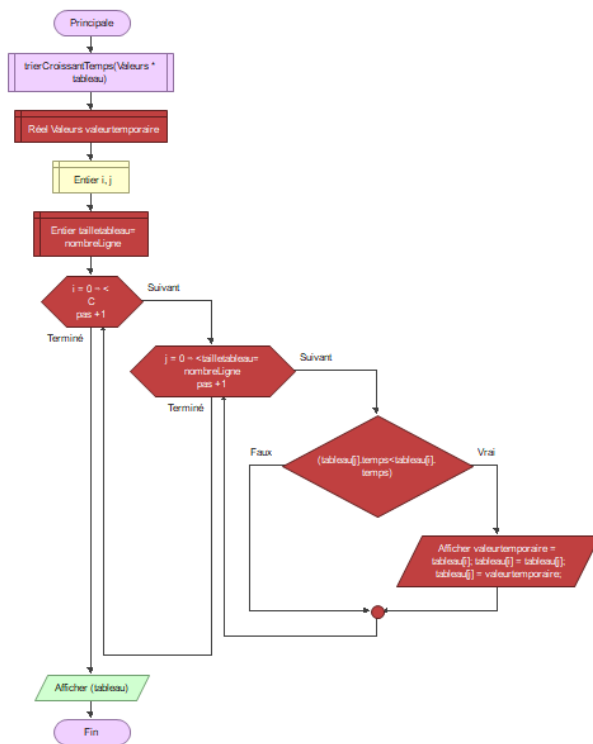 Principale
trierCroissantTemps(Valeurs *
tableau)
Réel Valeurs valeurtemporaire
Entier i, j
Entier tailletableau=
nombreLigne
i = 0 ~ <
C
pas +1
Suivant
Terminé
j = 0 ~ <tailletableau=
nombreLigne
pas +1
Suivant
Terminé
Faux
(tableau[j].temps<tableau[i].
temps)
Vrai
Afficher valeurtemporaire =
tableau[i]; tableau[i] = tableau[j];
tableau[j] = valeurtemporaire;
Afficher (tableau)
Fin